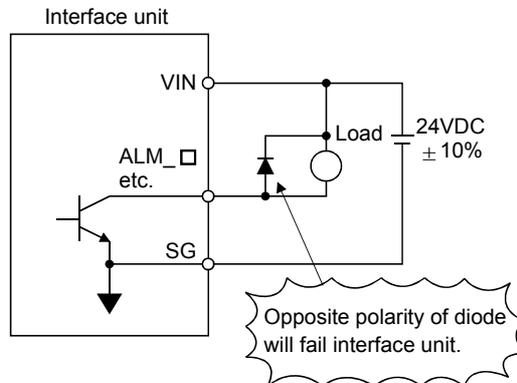 Interface unit
VIN
Load
24VDC
± 10%
ALM_□
etc.
SG
Opposite polarity of diode
will fail interface unit.